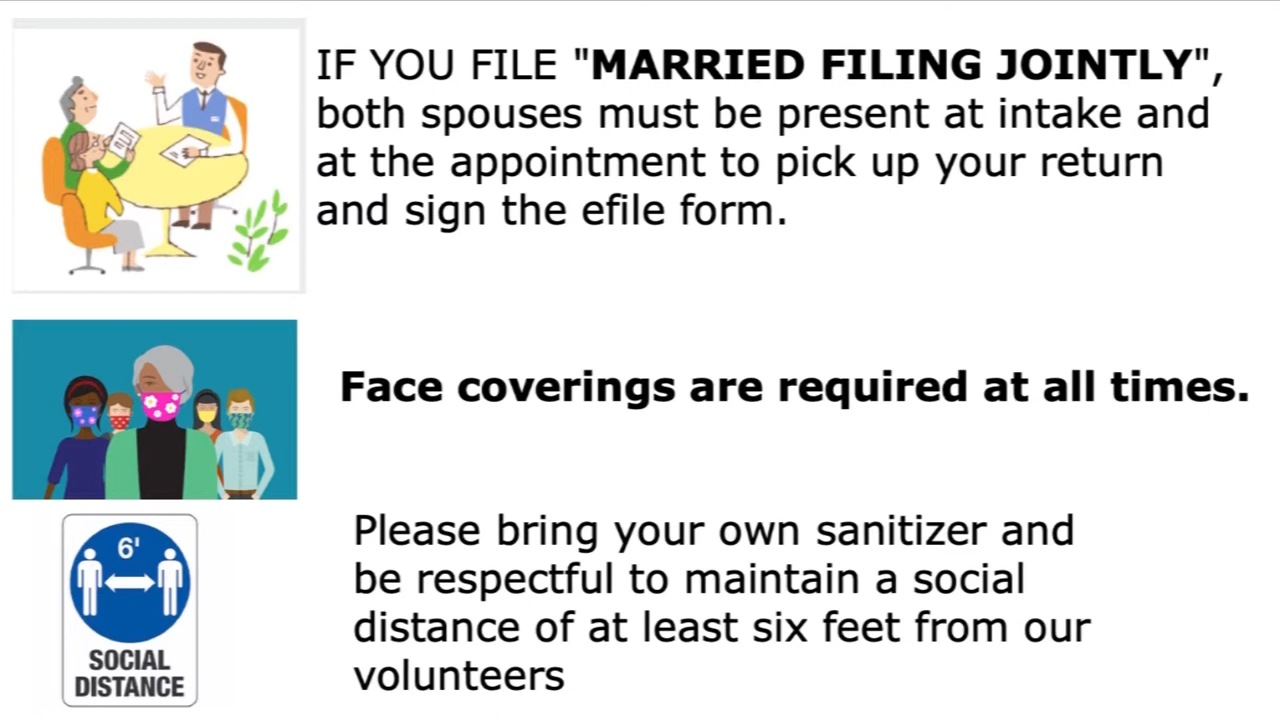 IF YOU FILE "MARRIED FILING JOINTLY",
both spouses must be present at intake and
at the appointment to pick up your return
and sign the efile form.
Face coverings are required at all times.
6'
SOCIAL
DISTANCE
Please bring your own sanitizer and
be respectful to maintain a social
distance of at least six feet from our
volunteers